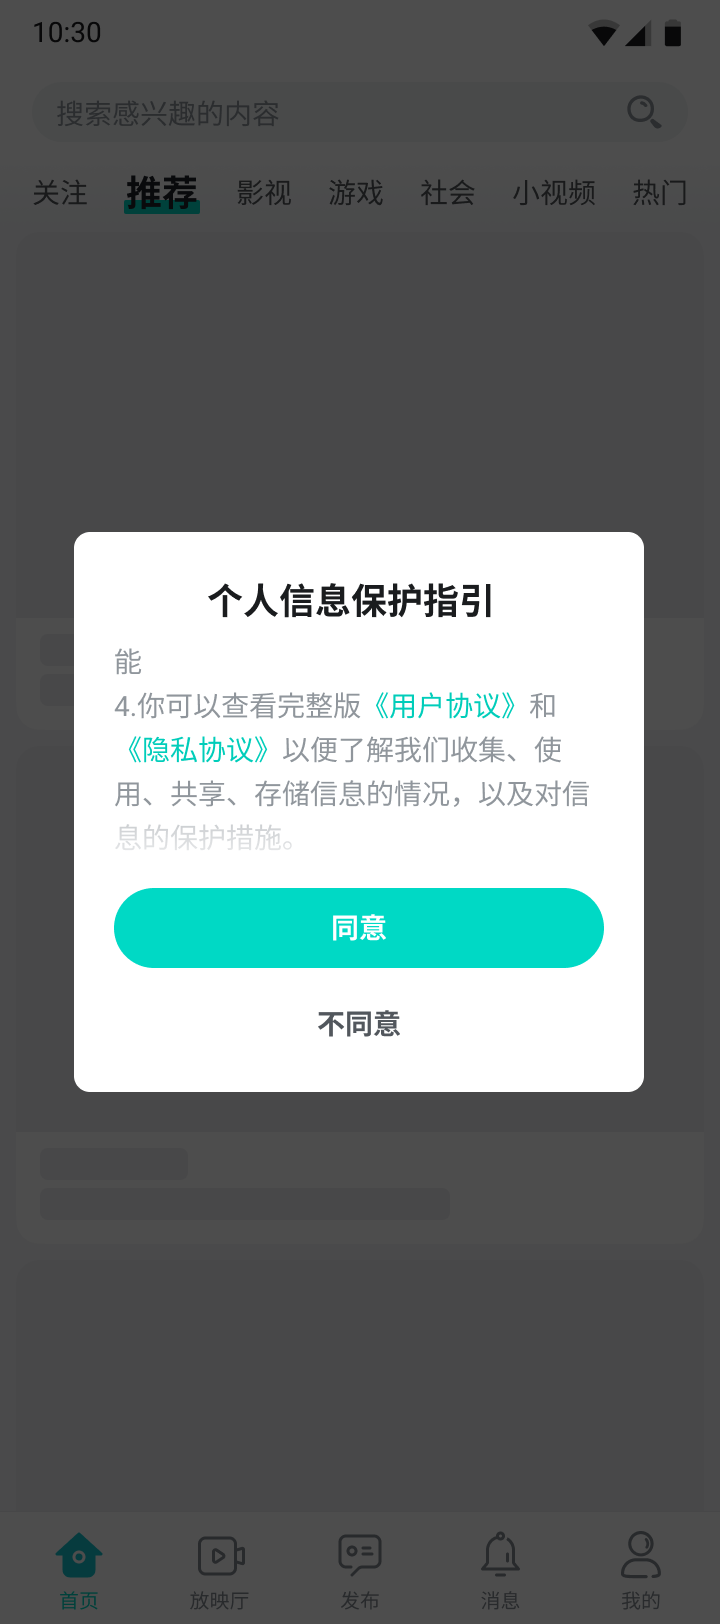 10:30
搜索感兴趣的内容
关注 推荐 影视 游戏 社会 小视频 热门
个人信息保护指引
能
4.你可以查看完整版《用户协议》和
《隐私协议》以便了解我们收集、使
用、共享、存储信息的情况，以及对信
息的保护措施。
同意
不同意
首页 放映厅 发布 消息 我的